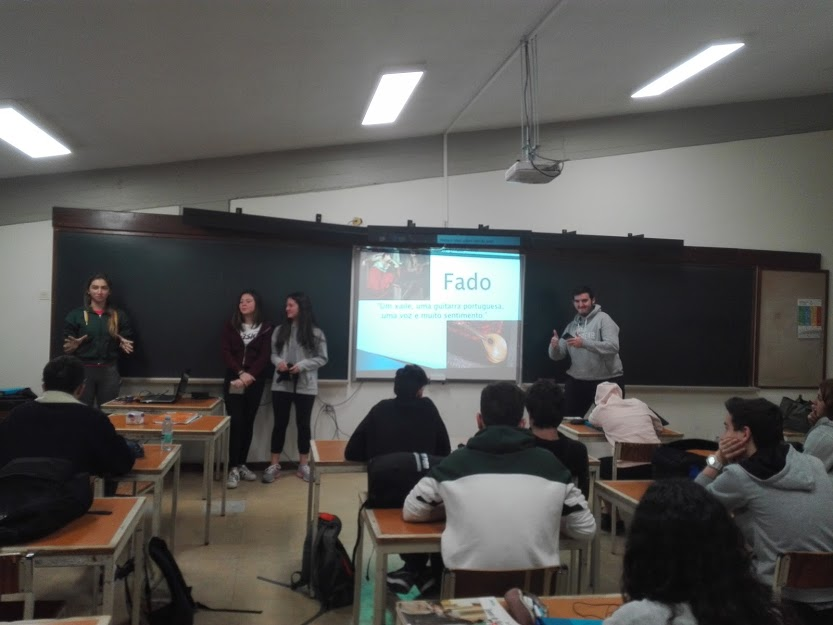 Fado
"Um xaile, uma guitarra portuguesa,
uma voz e muito sentimento."